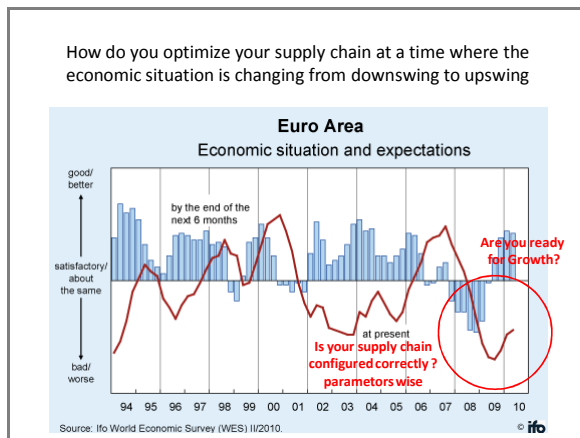 How do you optimize your supply chain at a time where the
economic situation is changing from downswing to upswing
Euro Area
Economic situation and expectations
good/
better
by the end of the
next 6 months
satisfactory/
about
the same
Are you ready
for Growth?
at present
Is your supply chain
configured correctly ?
parametors wise
bad/
worse
94 95 96 97 98 99 00 01 02 03 04 05 06 07 08 09 10
Source: Ifo World Economic Survey (WES) II/2010.
© ifo